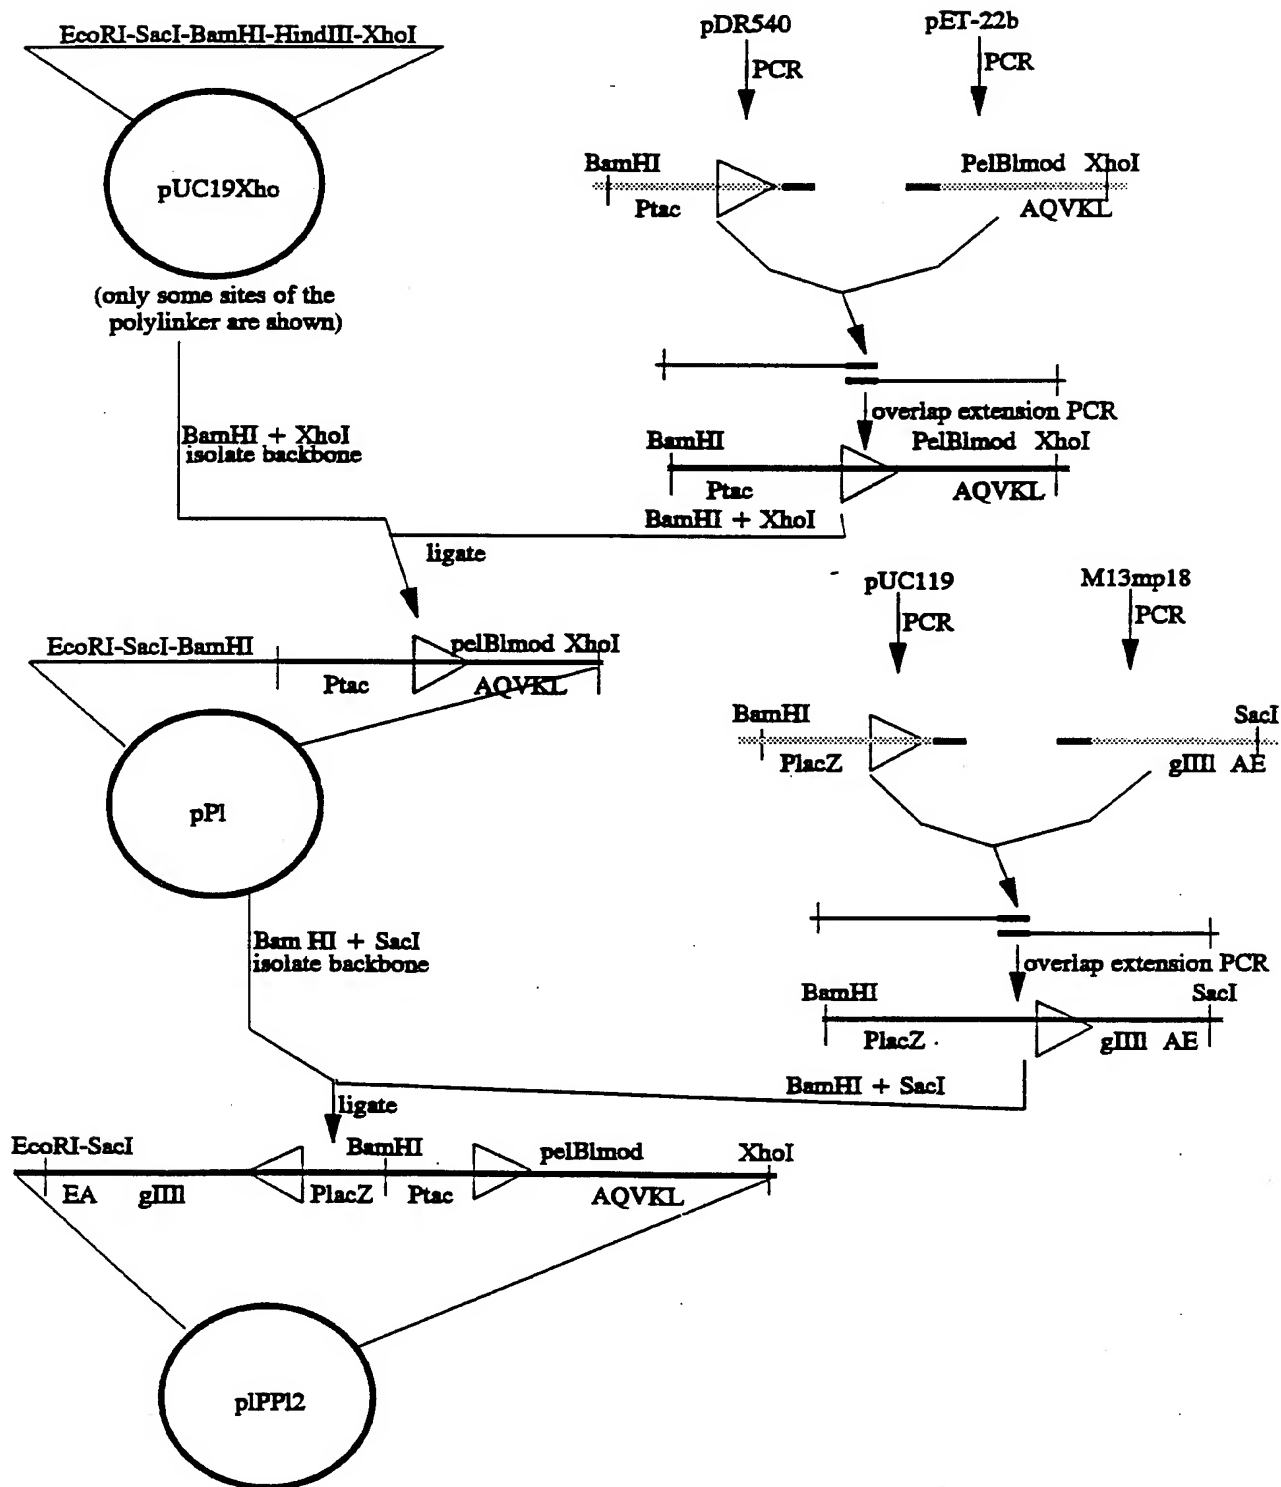 EcoRI-SacI-BamHI-HindIII-XhoI
pUC19Xho
(only some sites of the
polylinker are shown)
pDR540
PCR
pET-22b
PCR
BamHI
Ptac
PelBlmod XhoI
AQVKL
overlap extension PCR
BamHI
PelBlmod XhoI
Ptac
AQVKL
BamHI + XhoI
isolate backbone
BamHI + XhoI
ligate
EcoRI-SacI-BamHI
pelBlmod XhoI
Ptac
AQVKL
pPl
pUC119
PCR
M13mp18
PCR
BamHI
PlacZ
SacI
gIIIl AE
overlap extension PCR
BamHI
SacI
PlacZ
gIIIl AE
Bam HI + SacI
isolate backbone
BamHI + SacI
ligate
EcoRI-SacI
BamHI
pelBlmod
XhoI
EA
gIIIl
PlacZ
Ptac
AQVKL
plPPl2